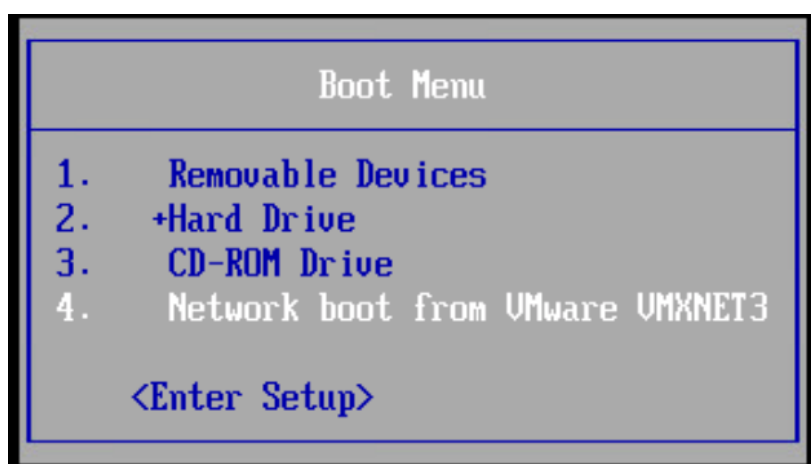 Boot Menu
1. Removable Devices
2. +Hard Drive
3. CD-ROM Drive
4. Network boot from VMware VMXNET3
<Enter Setup>